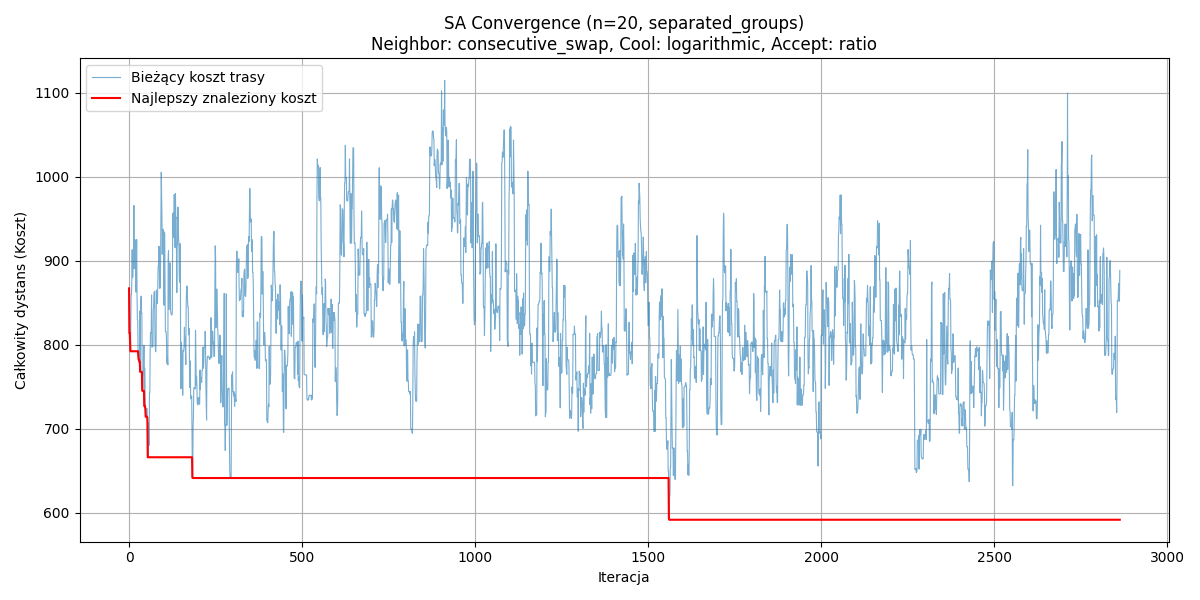 SA Convergence (n=20, separated_groups)
Neighbor: consecutive_swap, Cool: logarithmic, Accept: ratio
Bieżący koszt trasy
Najlepszy znaleziony koszt
Całkowity dystans (Koszt)
1100
1000
900
800
700
600
0
500
1000
1500
2000
2500
3000
Iteracja